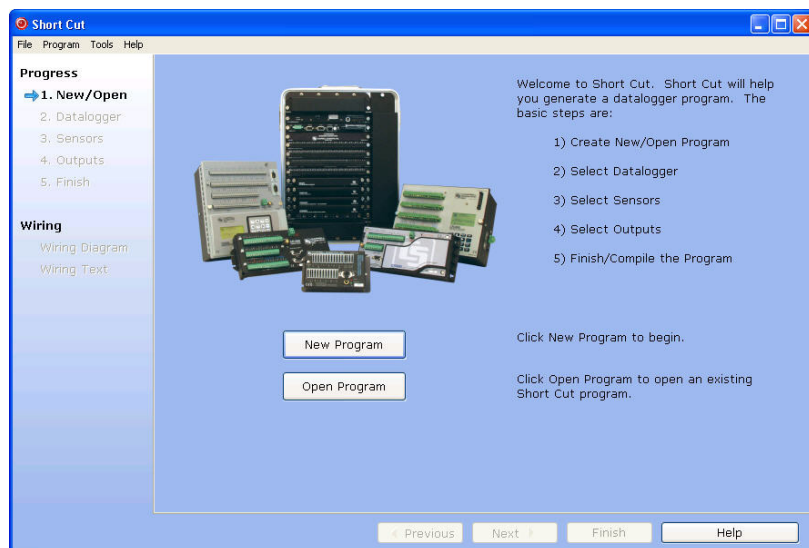 Short Cut
File Program Tools Help
Progress
1. New/Open
2. Datalogger
3. Sensors
4. Outputs
5. Finish
Wiring
Wiring Diagram
Wiring Text
Welcome to Short Cut. Short Cut will help
you generate a datalogger program. The
basic steps are:
1) Create New/Open Program
2) Select Datalogger
3) Select Sensors
4) Select Outputs
5) Finish/Compile the Program
New Program
Click New Program to begin.
Open Program
Click Open Program to open an existing
Short Cut program.
< Previous
Next >
Finish
Help